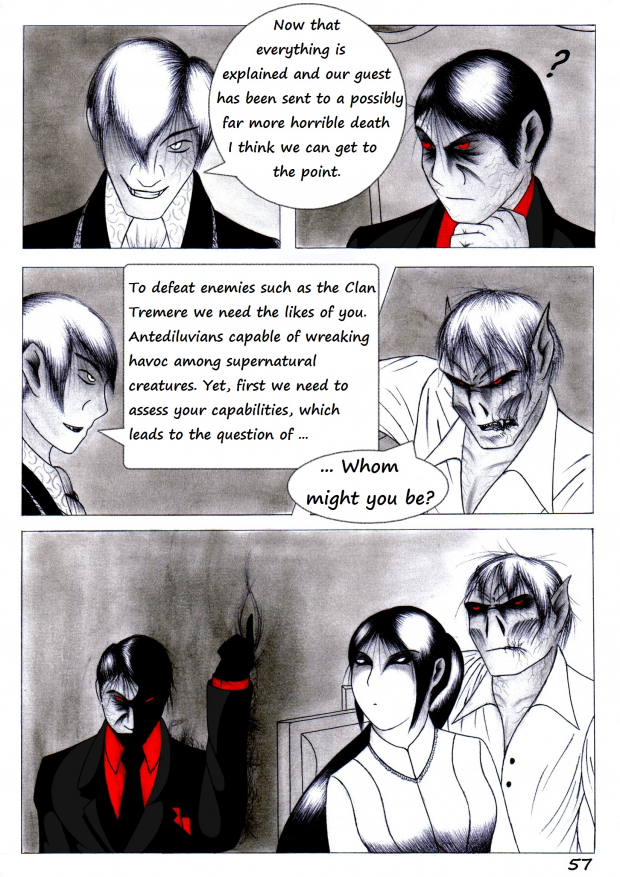 Now that
everything is
explained and our guest
has been sent to a possibly
far more horrible death
I think we can get to
the point.
?
To defeat enemies such as the Clan
Tremere we need the likes of you.
Antediluvians capable of wreaking
havoc among supernatural
creatures. Yet, first we need to
assess your capabilities, which
leads to the question of ...
... Whom
might you be?
57